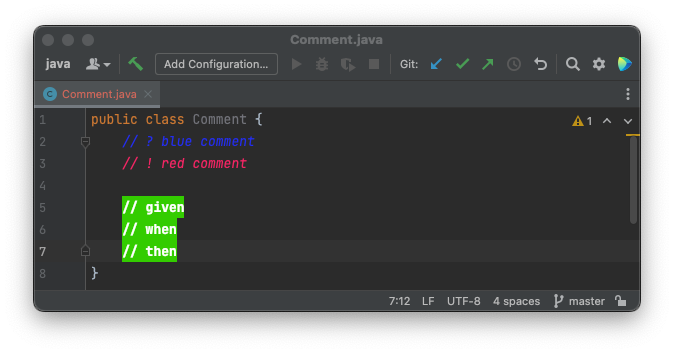 Comment.java
java
Add Configuration...
Git:
Comment.java
1 public class Comment {
1
2 // ? blue comment
3 // ! red comment
4
5 // given
6 // when
7 // then
8 }
7:12 LF UTF-8 4 spaces master